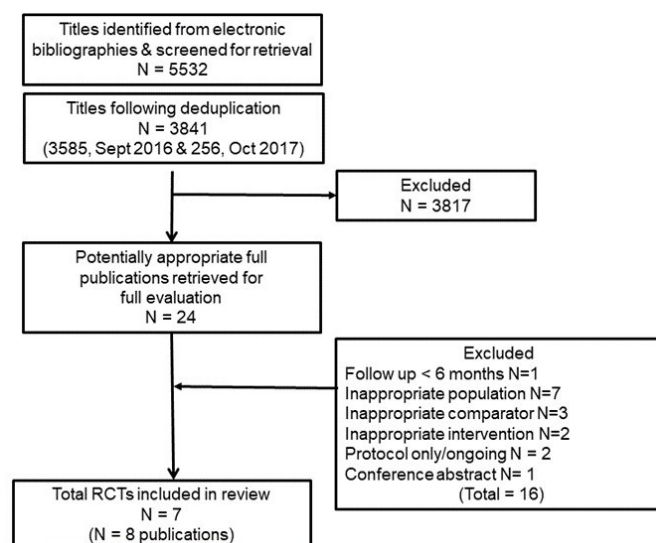 Titles identified from electronic
bibliographies & screened for retrieval
N = 5532
Titles following deduplication
N = 3841
(3585, Sept 2016 & 256, Oct 2017)
Excluded
N = 3817
Potentially appropriate full
publications retrieved for
full evaluation
N = 24
Excluded
Follow up < 6 months N=1
Inappropriate population N=7
Inappropriate comparator N=3
Inappropriate intervention N=2
Protocol only/ongoing N = 2
Conference abstract N= 1
(Total = 16)
Total RCTs included in review
N = 7
(N = 8 publications)